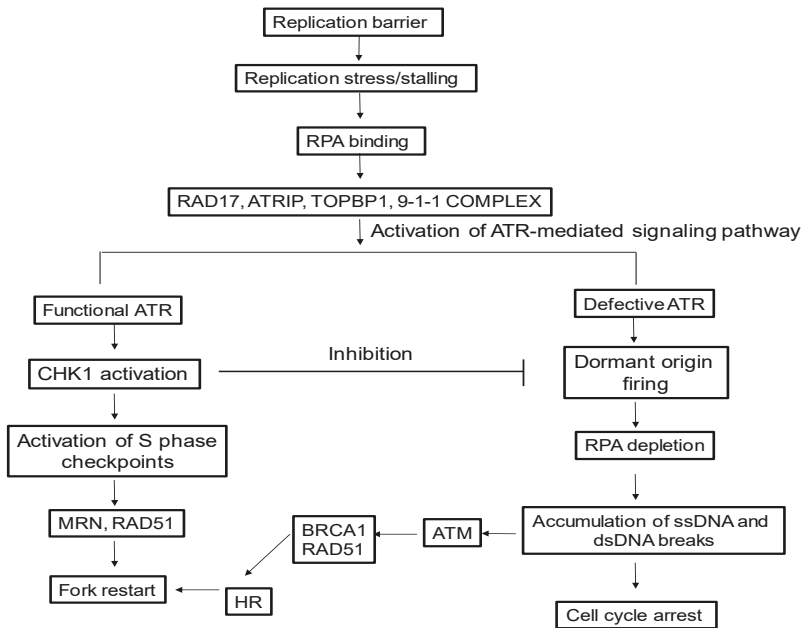 Replication barrier
Replication stress/stalling
RPA binding
RAD17, ATRIP, TOPBP1, 9-1-1 COMPLEX
Activation of ATR-mediated signaling pathway
Functional ATR
Defective ATR
CHK1 activation
Inhibition
Dormant origin
firing
Activation of S phase
checkpoints
RPA depletion
MRN, RAD51
BRCA1
RAD51
ATM
Accumulation of ssDNA and
dsDNA breaks
Fork restart
HR
Cell cycle arrest